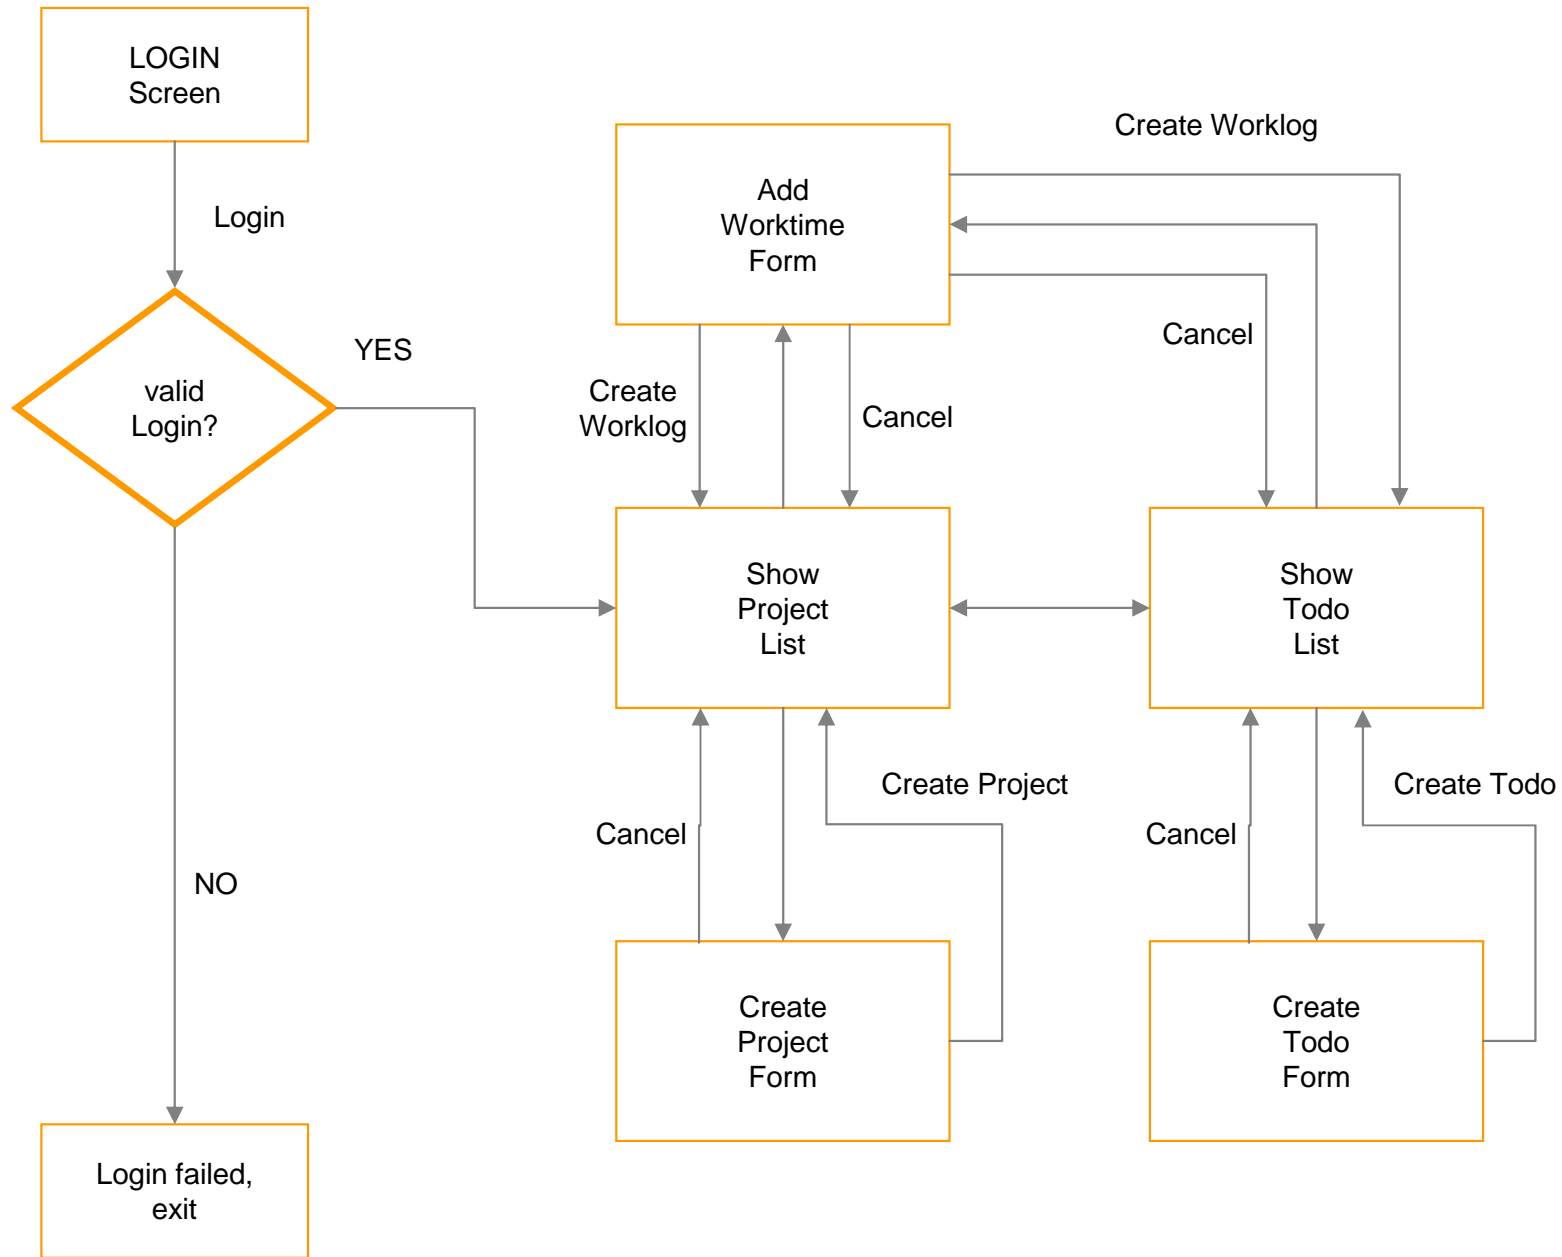 LOGIN
Screen
Login
valid
Login?
YES
NO
Login failed,
exit
Add
Worktime
Form
Create Worklog
Cancel
Create
Worklog
Cancel
Show
Project
List
Show
Todo
List
Create Project
Cancel
Create Todo
Cancel
Create
Project
Form
Create
Todo
Form